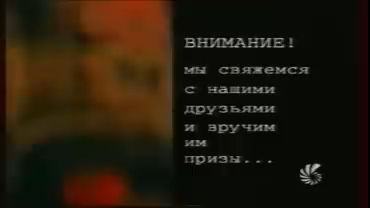 ВНИМАНИЕ!
мы свяжемся
с нашими
друзьями
и вручим
им
призы...